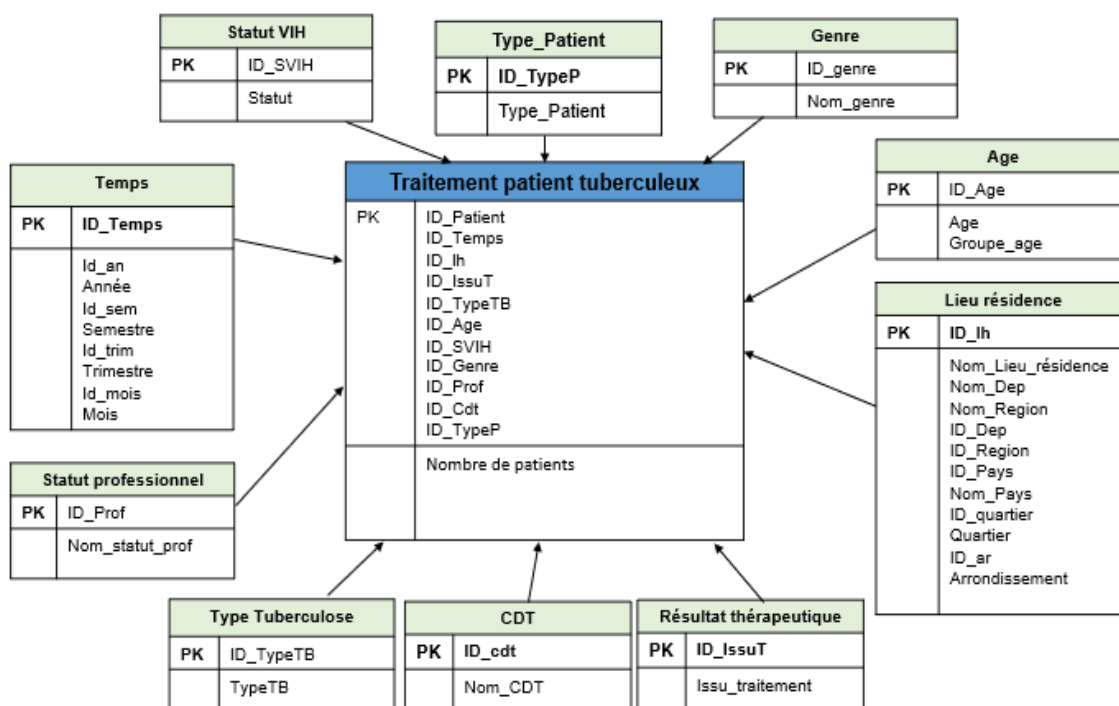 Statut VIH
PK ID_SVIH
Statut
Type_Patient
PK ID_TypeP
Type_Patient
Genre
PK ID_genre
Nom_genre
Temps
PK ID_Temps
Id_an
Année
Id_sem
Semestre
Id_trim
Trimestre
Id_mois
Mois
Traitement patient tuberculeux
PK ID_Patient
ID_Temps
ID_lh
ID_IssuT
ID_TypeTB
ID_Age
ID_SVIH
ID_Genre
ID_Prof
ID_Cdt
ID_TypeP
Nombre de patients
Age
PK ID_Age
Age
Groupe_age
Lieu résidence
PK ID_lh
Nom_Lieu_résidence
Nom_Dep
Nom_Region
ID_Dep
ID_Region
ID_Pays
Nom_Pays
ID_quartier
Quartier
ID_ar
Arrondissement
Statut professionnel
PK ID_Prof
Nom_statut_prof
Type Tuberculose
PK ID_TypeTB
TypeTB
CDT
PK ID_cdt
Nom_CDT
Résultat thérapeutique
PK ID_IssuT
Issu_traitement